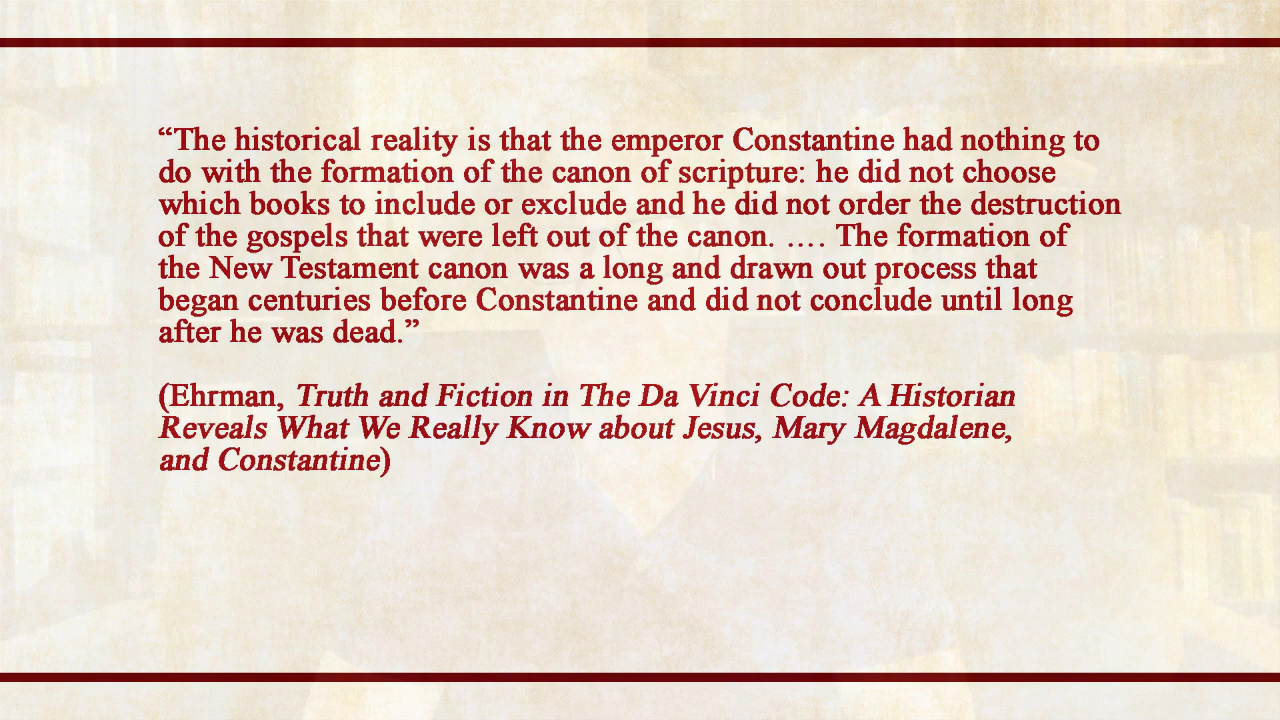 “The historical reality is that the emperor Constantine had nothing to
do with the formation of the canon of scripture: he did not choose
which books to include or exclude and he did not order the destruction
of the gospels that were left out of the canon. …. The formation of
the New Testament canon was a long and drawn out process that
began centuries before Constantine and did not conclude until long
after he was dead.”
(Ehrman, Truth and Fiction in The Da Vinci Code: A Historian
Reveals What We Really Know about Jesus, Mary Magdalene,
and Constantine)